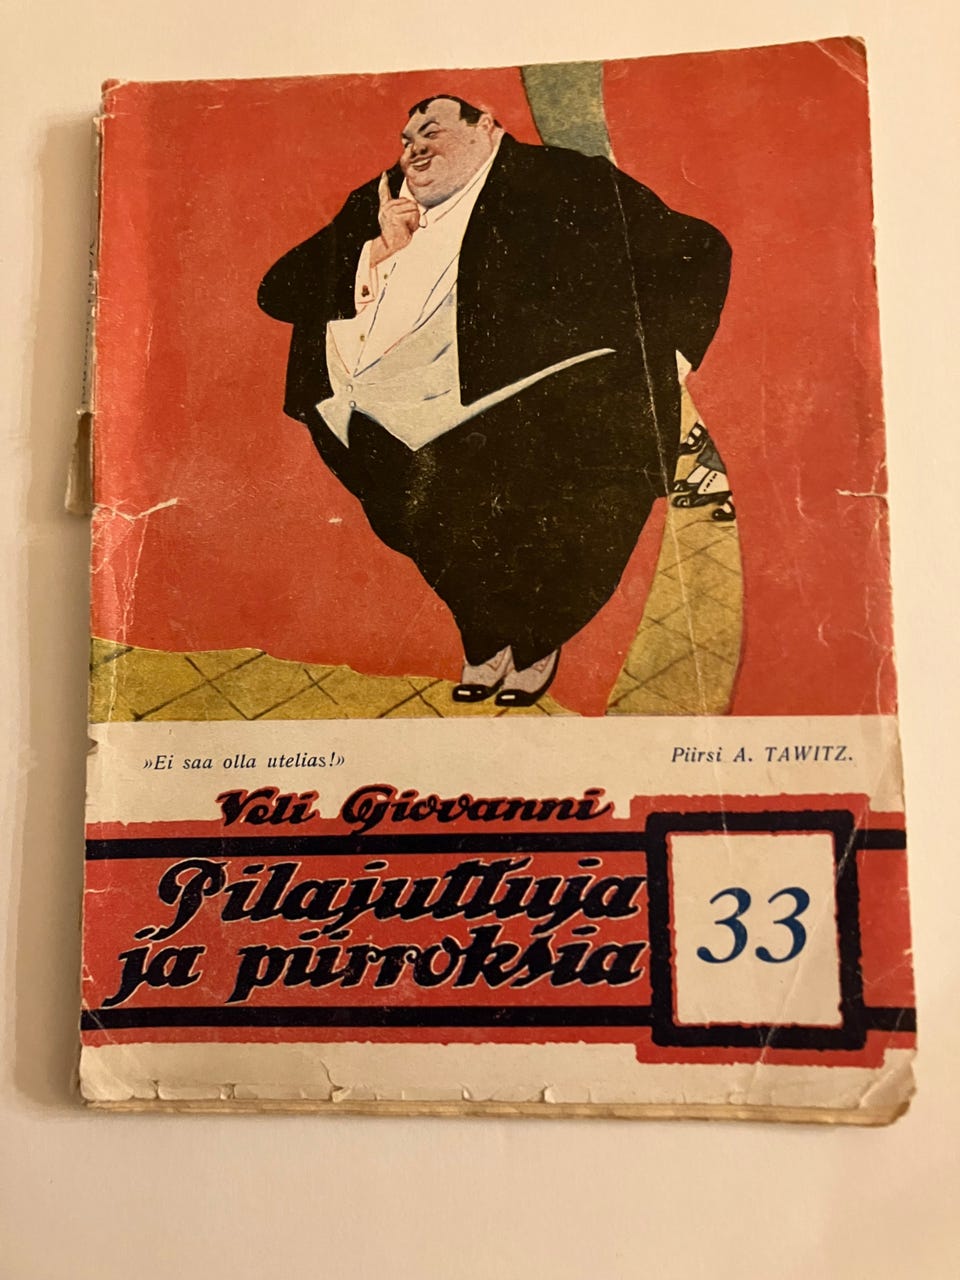 »Ei saa olla utelias!»
Piirsi A. TAWITZ.
Veli Giovanni
Pilajuttuja
ja piirroksia
33